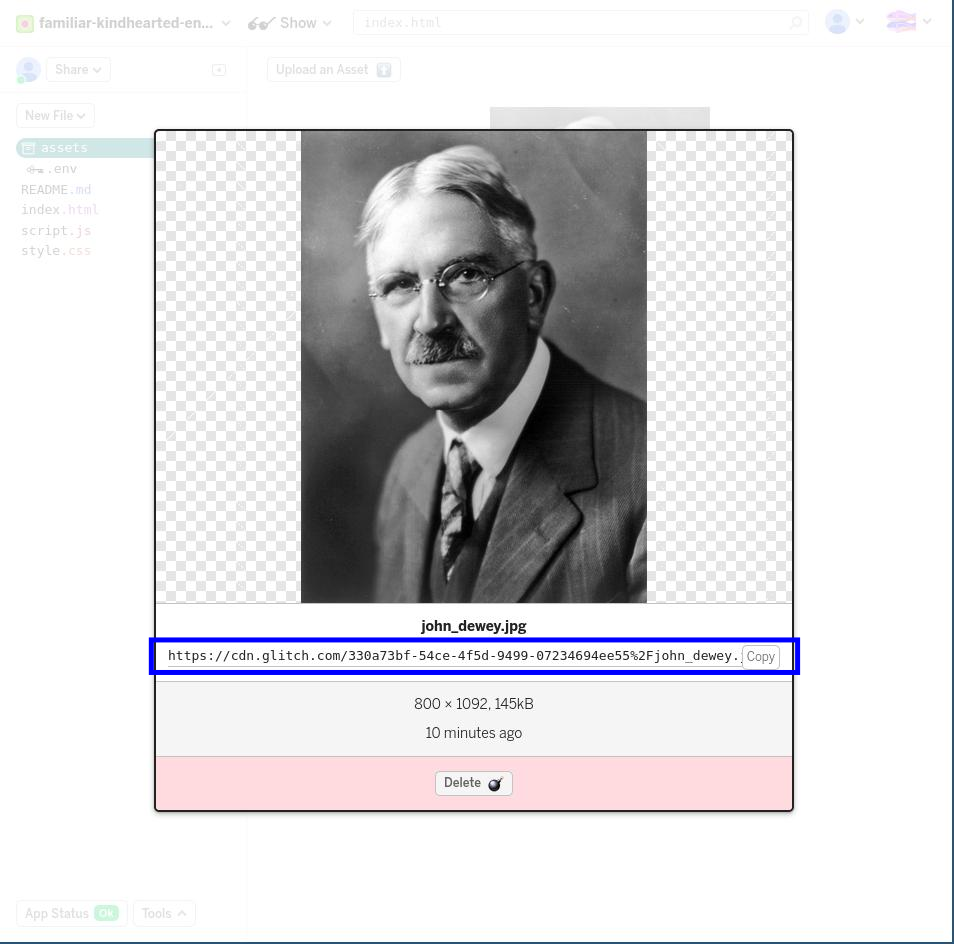 familiar-kindhearted-en...
Show
index.html
Share
Upload an Asset
New File
assets
.env
README.md
index.html
script.js
style.css
john_dewey.jpg
https://cdn.glitch.com/330a73bf-54ce-4f5d-9499-07234694ee55%2Fjohn_dewey.
Copy
800 × 1092, 145kB
10 minutes ago
Delete
App Status Ok
Tools